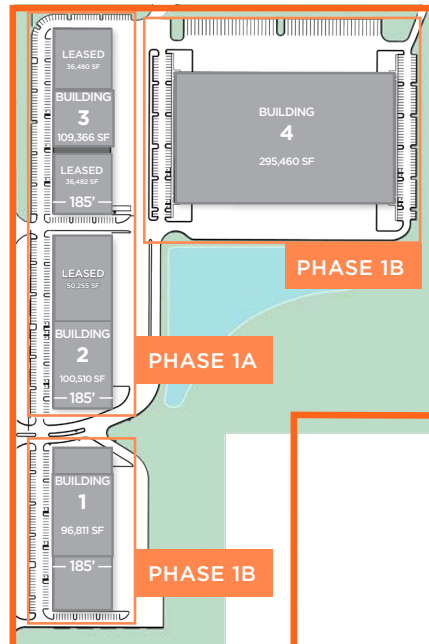 LEASED
36,480 SF
BUILDING
3
109,366 SF
LEASED
36,482 SF
185'
BUILDING
4
295,460 SF
PHASE 1B
LEASED
50,255 SF
BUILDING
2
100,510 SF
185'
PHASE 1A
BUILDING
1
96,811 SF
185'
PHASE 1B